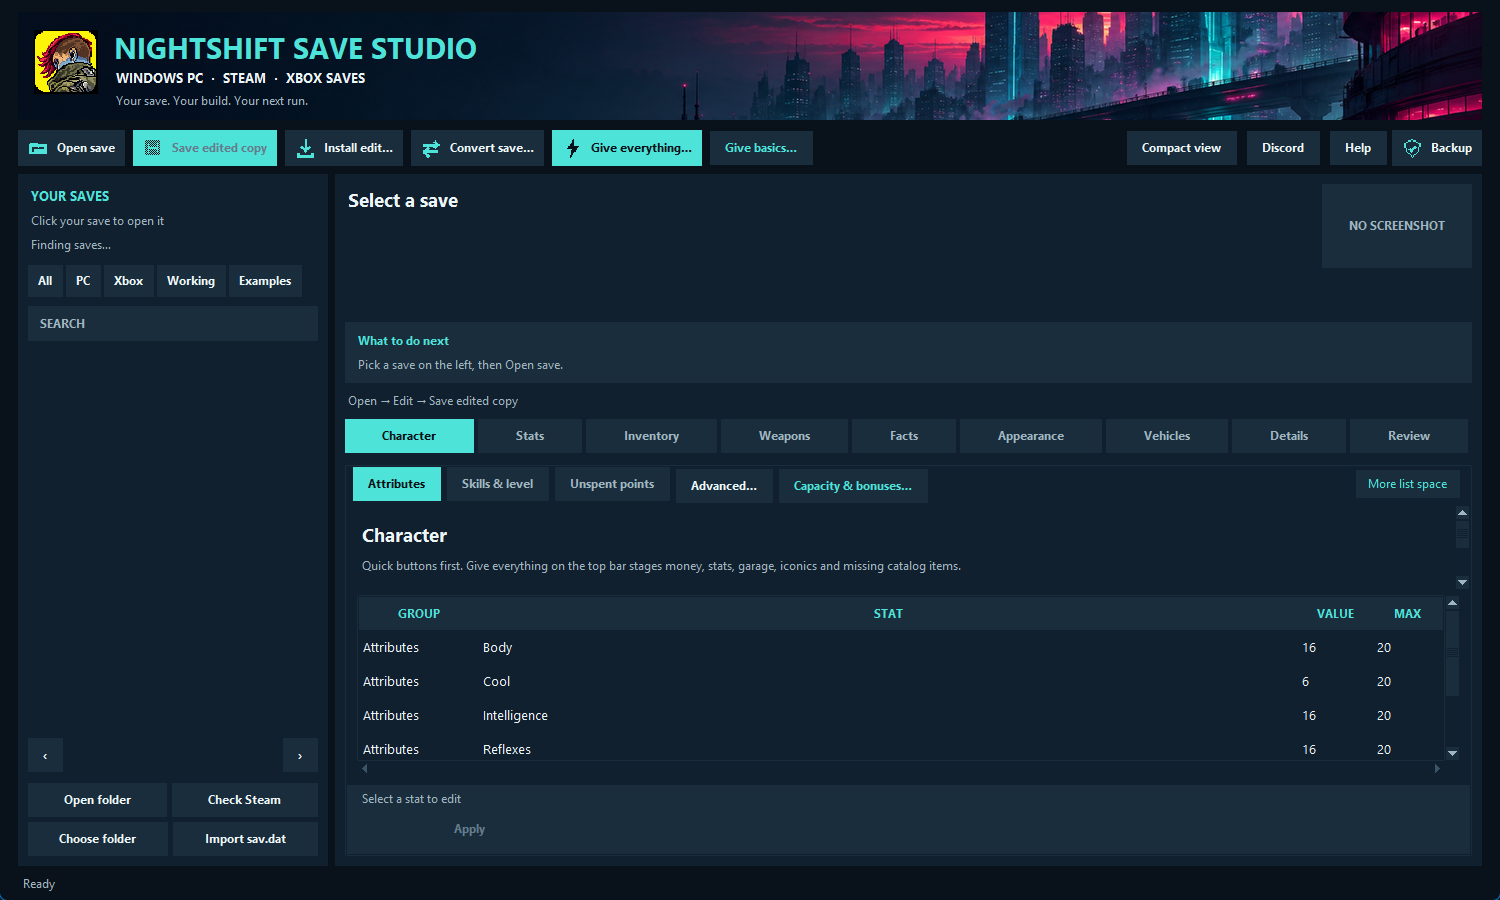 NIGHTSHIFT SAVE STUDIO
WINDOWS PC · STEAM · XBOX SAVES
Your save. Your build. Your next run.
Open save
Save edited copy
Install edit...
Convert save...
Give everything...
Give basics...
Compact view
Discord
Help
Backup
YOUR SAVES
Click your save to open it
Finding saves...
All
PC
Xbox
Working
Examples
SEARCH
‹
›
Open folder
Check Steam
Choose folder
Import sav.dat
Select a save
NO SCREENSHOT
What to do next
Pick a save on the left, then Open save.
Open → Edit → Save edited copy
Character
Stats
Inventory
Weapons
Facts
Appearance
Vehicles
Details
Review
Attributes
Skills & level
Unspent points
Advanced...
Capacity & bonuses...
More list space
Character
Quick buttons first. Give everything on the top bar stages money, stats, garage, iconics and missing catalog items.
GROUP STAT VALUE MAX
Attributes Body 16 20
Attributes Cool 6 20
Attributes Intelligence 16 20
Attributes Reflexes 16 20
Select a stat to edit
Apply
Ready